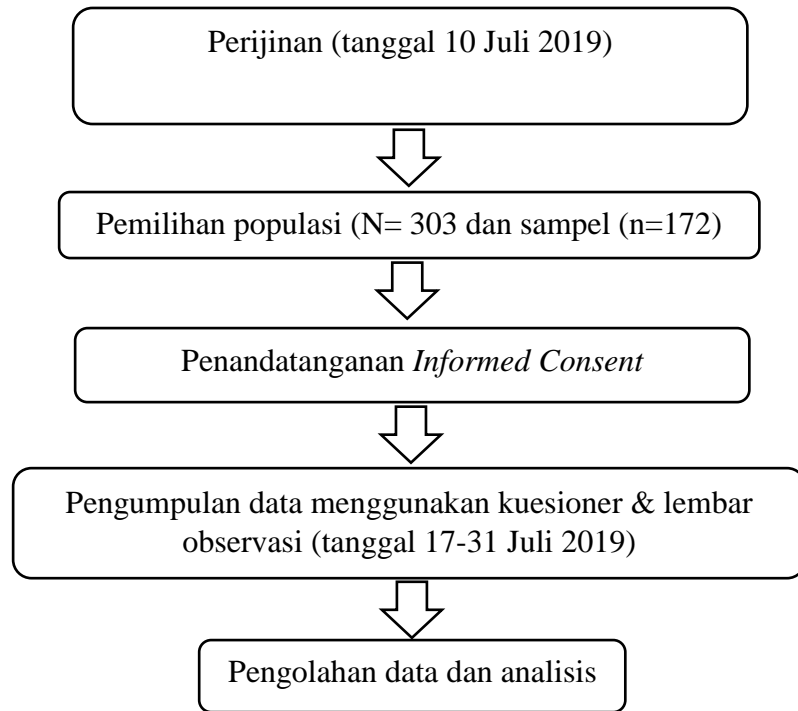 Perijinan (tanggal 10 Juli 2019)
Pemilihan populasi (N= 303 dan sampel (n=172)
Penandatanganan Informed Consent
Pengumpulan data menggunakan kuesioner & lembar
observasi (tanggal 17-31 Juli 2019)
Pengolahan data dan analisis